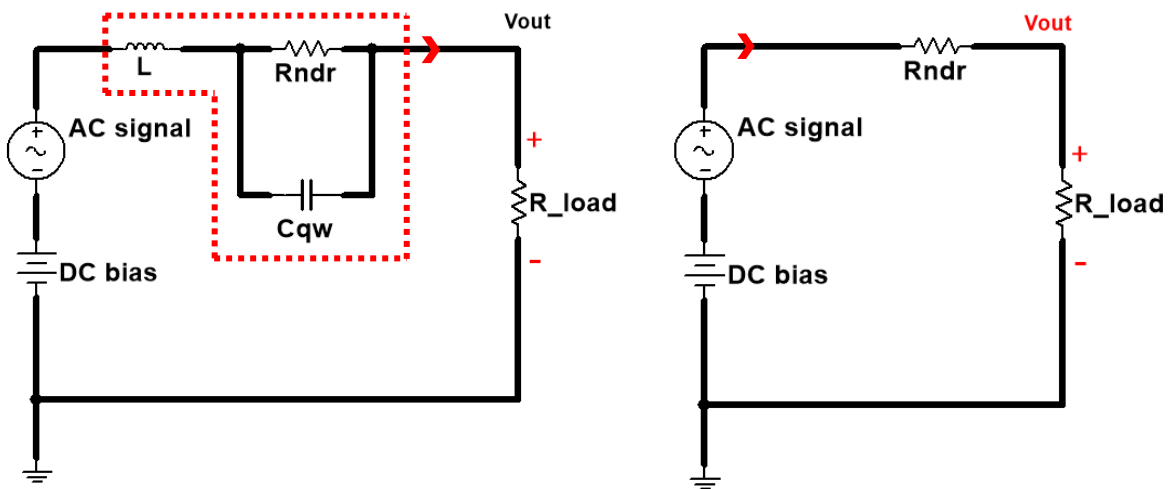 Vout
L
Rndr
AC signal
+
~
-
+
Cqw
R_load
DC bias
-
Vout
Rndr
AC signal
+
~
-
+
R_load
DC bias
-